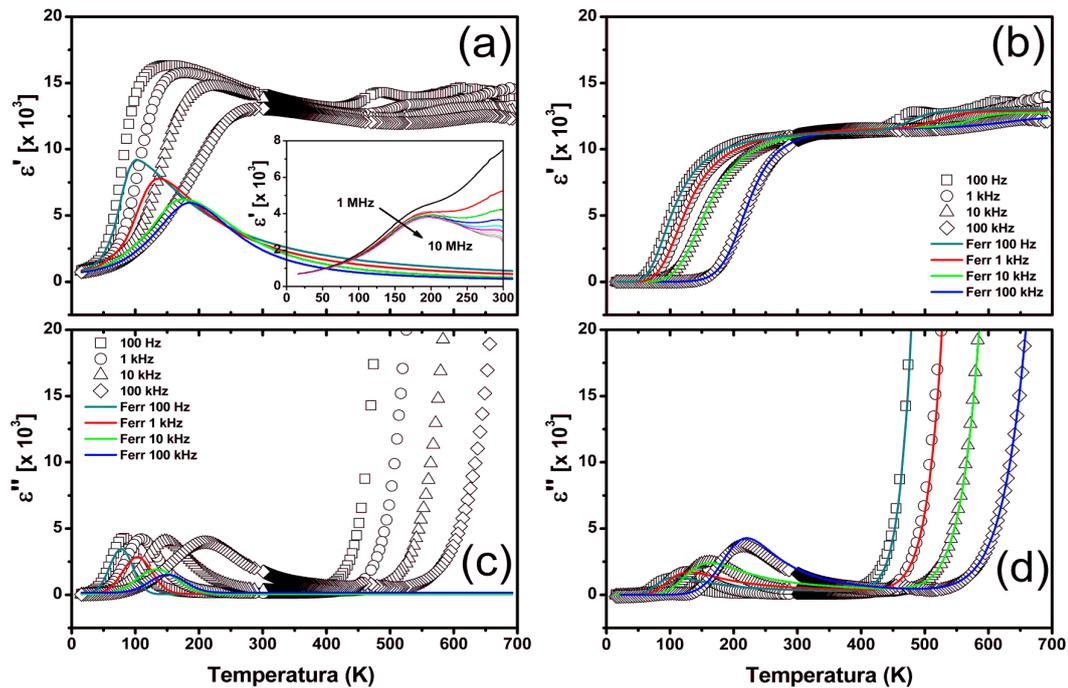 (a)
20
15
10
5
0
ε' [x 10³]
8
6
4
2
0
ε' [x 10³]
1 MHz
10 MHz
0 50 100 150 200 250 300
(b)
20
15
10
5
0
ε' [x 10³]
100 Hz
1 kHz
10 kHz
100 kHz
Ferr 100 Hz
Ferr 1 kHz
Ferr 10 kHz
Ferr 100 kHz
(c)
20
15
10
5
0
ε" [x 10³]
100 Hz
1 kHz
10 kHz
100 kHz
Ferr 100 Hz
Ferr 1 kHz
Ferr 10 kHz
Ferr 100 kHz
0 100 200 300 400 500 600 700
Temperatura (K)
(d)
20
15
10
5
0
ε" [x 10³]
0 100 200 300 400 500 600 700
Temperatura (K)